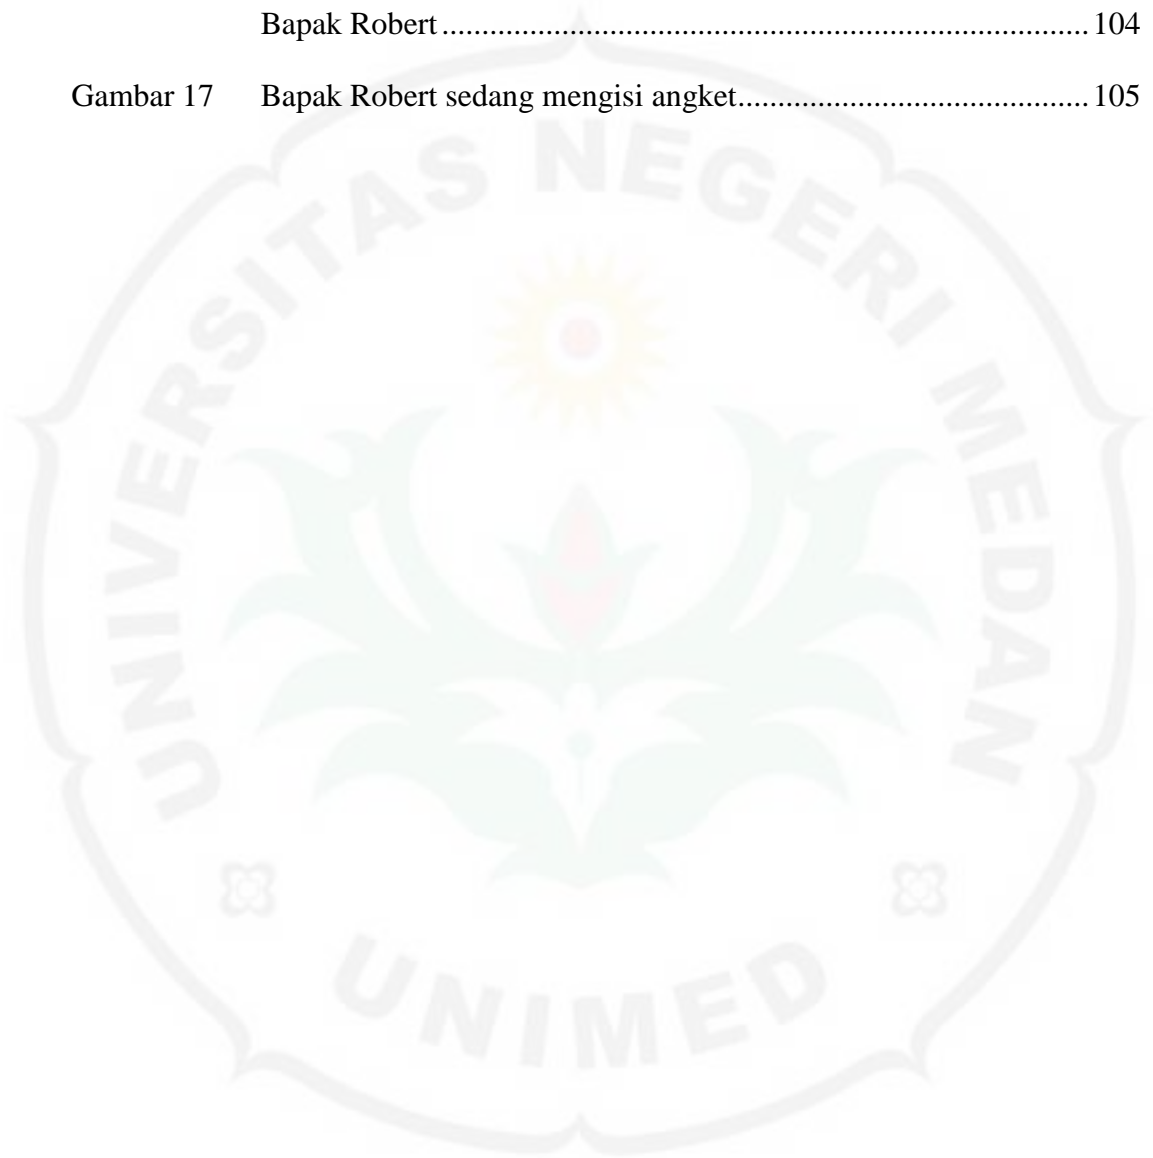 Bapak Robert ................................................................................ 104
Gambar 17 Bapak Robert sedang mengisi angket............................................ 105
UNIVERSITAS NEGERI MEDAN
UNIMED